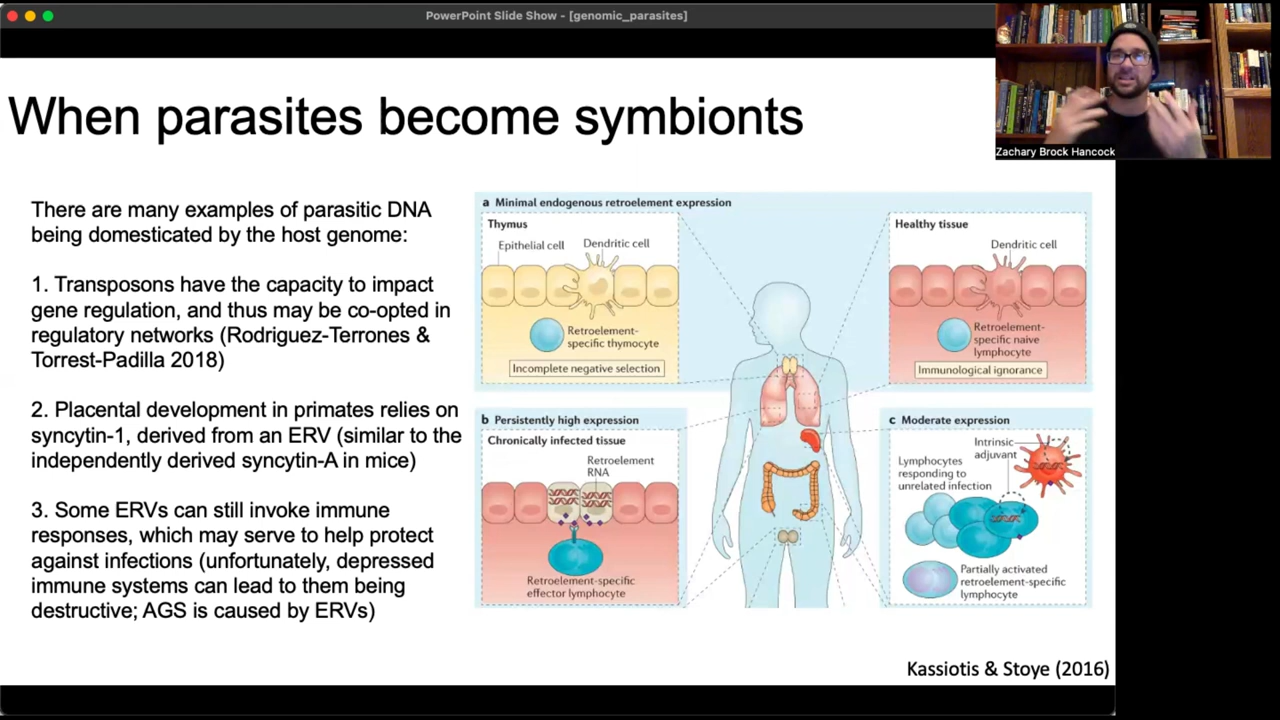 PowerPoint Slide Show - [genomic_parasites]
Zachary Brock Hancock
When parasites become symbionts
There are many examples of parasitic DNA
being domesticated by the host genome:
1. Transposons have the capacity to impact
gene regulation, and thus may be co-opted in
regulatory networks (Rodriguez-Terrones &
Torrest-Padilla 2018)
2. Placental development in primates relies on
syncytin-1, derived from an ERV (similar to the
independently derived syncytin-A in mice)
3. Some ERVs can still invoke immune
responses, which may serve to help protect
against infections (unfortunately, depressed
immune systems can lead to them being
destructive; AGS is caused by ERVs)
a Minimal endogenous retroelement expression
Thymus
Epithelial cell
Dendritic cell
Retroelement-
specific thymocyte
Incomplete negative selection
Healthy tissue
Dendritic cell
Retroelement-
specific naive
lymphocyte
Immunological ignorance
b Persistently high expression
Chronically infected tissue
Retroelement
RNA
Retroelement-specific
effector lymphocyte
c Moderate expression
Intrinsic
adjuvant
Lymphocytes
responding to
unrelated infection
Partially activated
retroelement-specific
lymphocyte
Kassiotis & Stoye (2016)